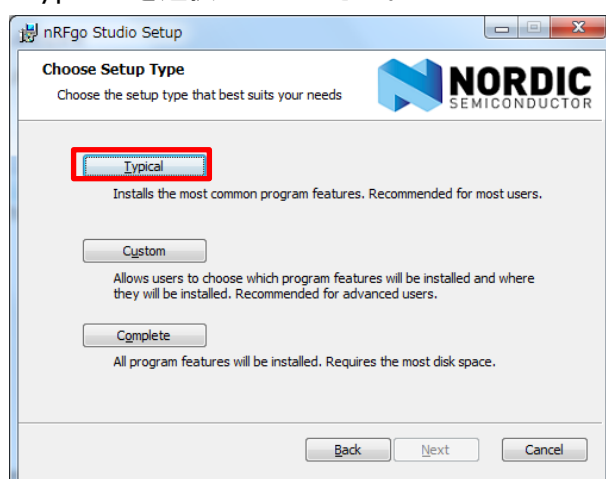 nRFgo Studio Setup
Choose Setup Type
Choose the setup type that best suits your needs
NORDIC
SEMICONDUCTOR
Typical
Installs the most common program features. Recommended for most users.
Custom
Allows users to choose which program features will be installed and where
they will be installed. Recommended for advanced users.
Complete
All program features will be installed. Requires the most disk space.
Back
Next
Cancel